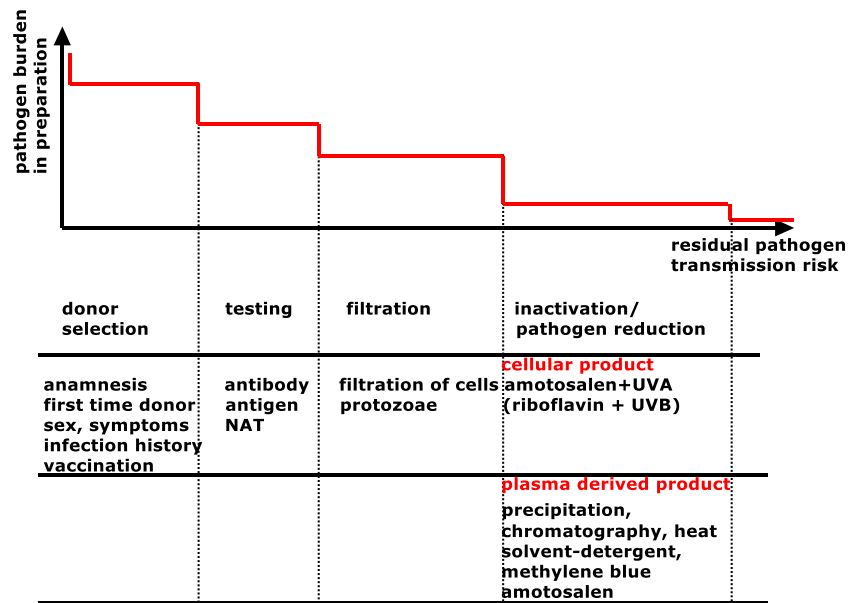 pathogen burden
in preparation
residual pathogen
transmission risk
donor
selection
testing
filtration
inactivation/
pathogen reduction
cellular product
anamnesis
first time donor
sex, symptoms
infection history
vaccination
antibody
antigen
NAT
filtration of cells
protozoae
amotosalen+UVA
(riboflavin + UVB)
plasma derived product
precipitation,
chromatography, heat
solvent-detergent,
methylene blue
amotosalen